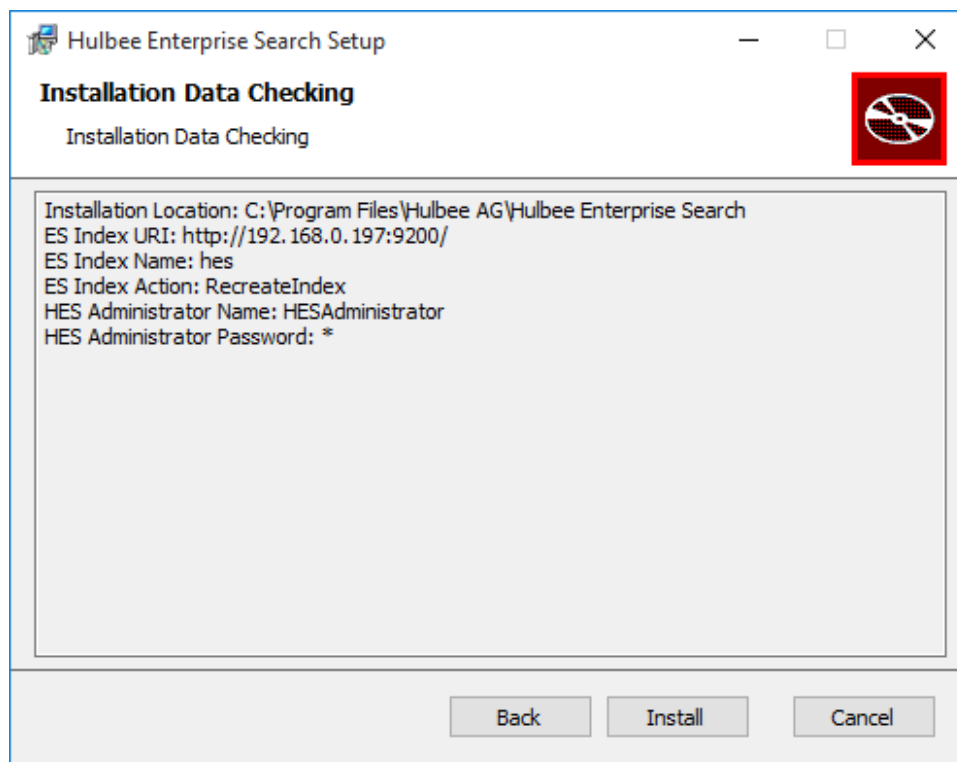 Hulbee Enterprise Search Setup
Installation Data Checking
Installation Data Checking
Installation Location: C:\Program Files\Hulbee AG\Hulbee Enterprise Search
ES Index URI: http://192.168.0.197:9200/
ES Index Name: hes
ES Index Action: RecreateIndex
HES Administrator Name: HESAdministrator
HES Administrator Password: *
Back Install Cancel